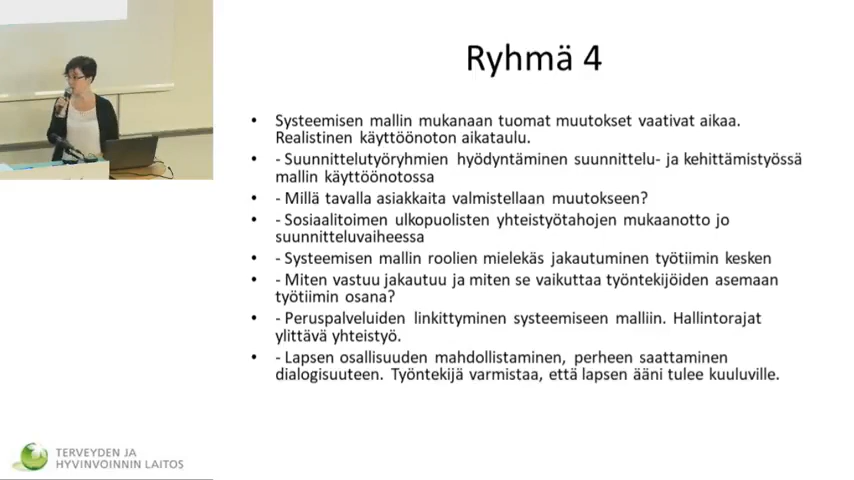 Ryhmä 4
• Systeemisen mallin mukanaan tuomat muutokset vaativat aikaa.
Realistinen käyttöönoton aikataulu.
• - Suunnittelutyöryhmien hyödyntäminen suunnittelu- ja kehittämistyössä
mallin käyttöönotossa
• - Millä tavalla asiakkaita valmistellaan muutokseen?
• - Sosiaalitoimen ulkopuolisten yhteistyötahojen mukaanotto jo
suunnitteluvaiheessa
• - Systeemisen mallin roolien mielekäs jakautuminen työtiimin kesken
• - Miten vastuu jakautuu ja miten se vaikuttaa työntekijöiden asemaan
työtiimin osana?
• - Peruspalveluiden linkittyminen systeemiseen malliin. Hallintorajat
ylittävä yhteistyö.
• - Lapsen osallisuuden mahdollistaminen, perheen saattaminen
dialogisuuteen. Työntekijä varmistaa, että lapsen ääni tulee kuuluville.
TERVEYDEN JA
HYVINVOINNIN LAITOS